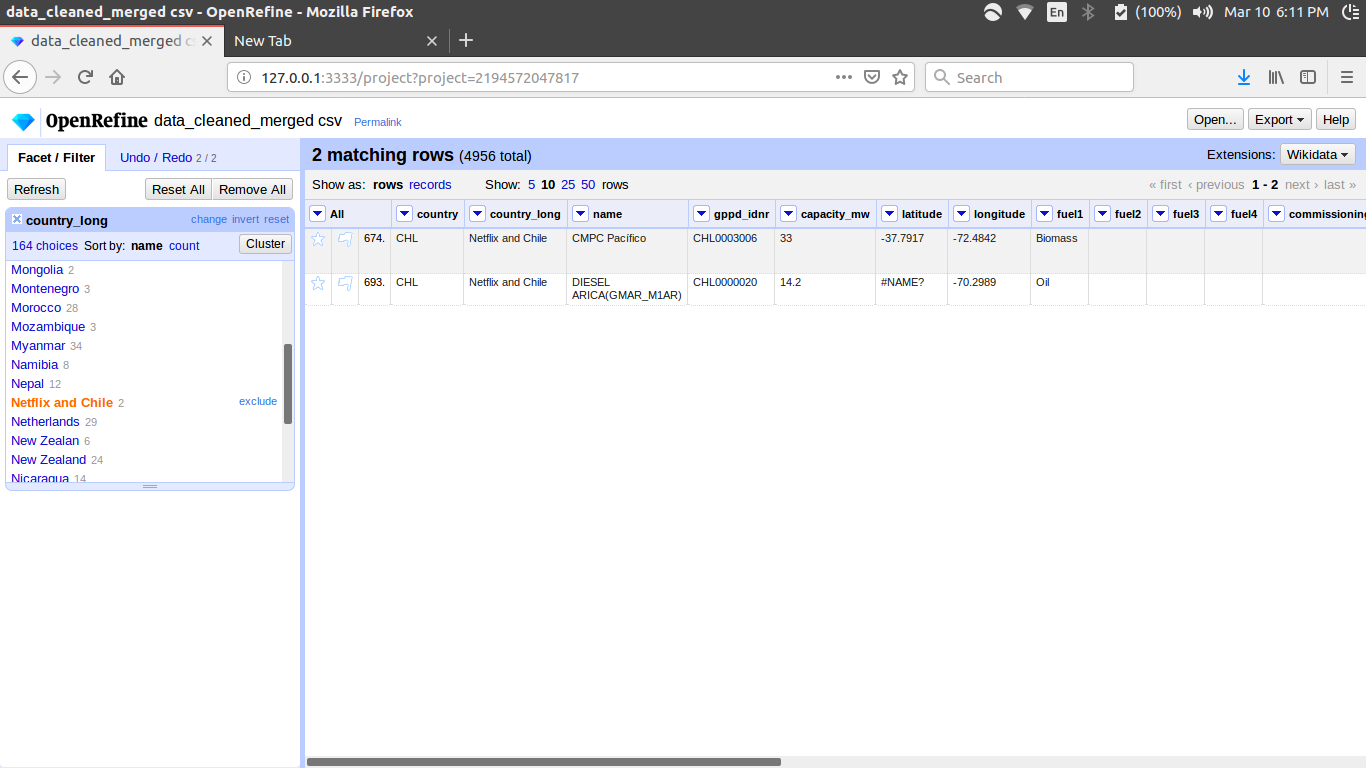 data_cleaned_merged csv - OpenRefine - Mozilla Firefox
En (100%) Mar 10 6:11 PM
data_cleaned_merged c New Tab
127.0.0.1:3333/project?project=2194572047817 Search
OpenRefine data_cleaned_merged csv Permalink Open... Export Help
Facet / Filter Undo / Redo 2 / 2 2 matching rows (4956 total) Extensions: Wikidata
Refresh Reset All Remove All Show as: rows records Show: 5 10 25 50 rows « first ‹ previous 1 - 2 next › last »
country_long change invert reset
164 choices Sort by: name count Cluster
Mongolia 2
Montenegro 3
Morocco 28
Mozambique 3
Myanmar 34
Namibia 8
Nepal 12
Netflix and Chile 2 exclude
Netherlands 29
New Zealan 6
New Zealand 24
Nicaragua 14
All country country_long name gppd_idnr capacity_mw latitude longitude fuel1 fuel2 fuel3 fuel4 commissioning
674. CHL Netflix and Chile CMPC Pacífico CHL0003006 33 -37.7917 -72.4842 Biomass
693. CHL Netflix and Chile DIESEL CHL0000020 14.2 #NAME? -70.2989 Oil
ARICA(GMAR_M1AR)